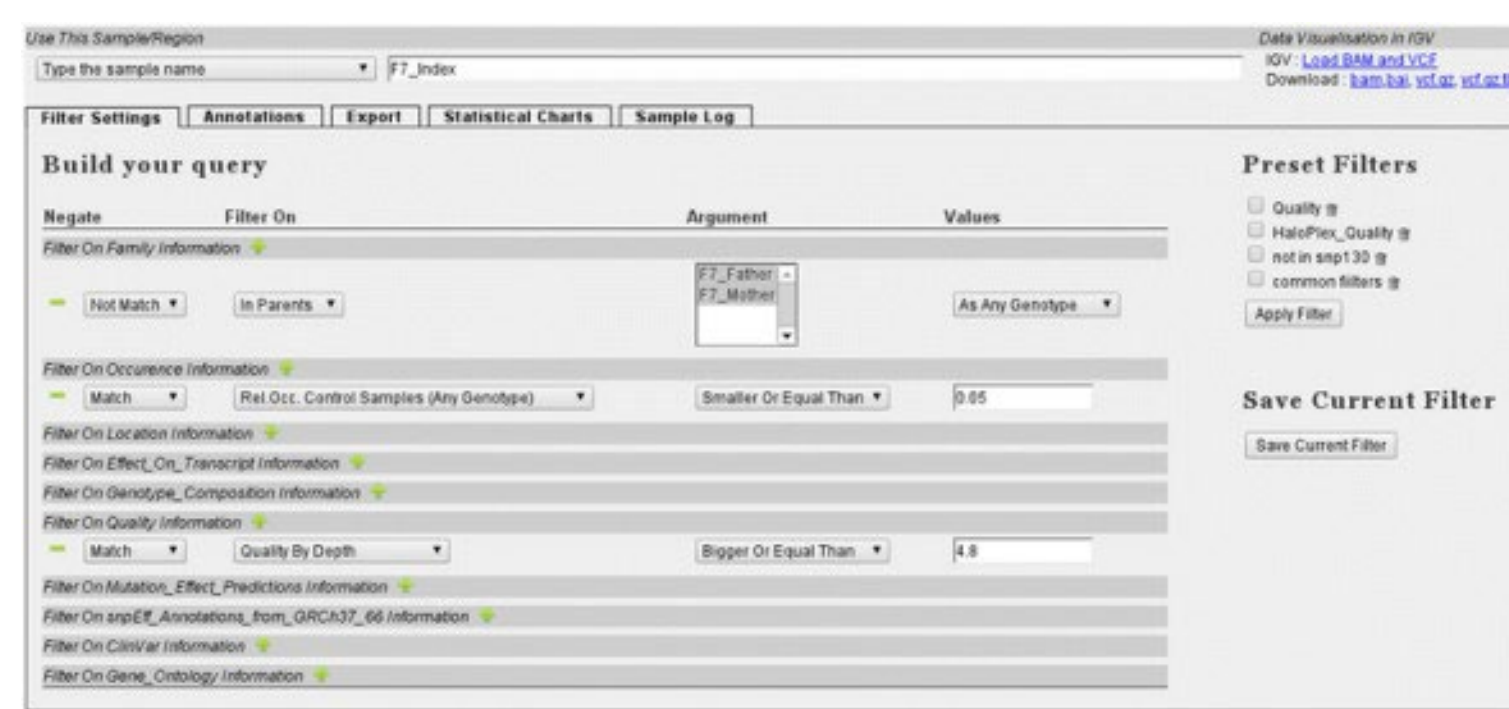 Use This Sample/Region
Data Visualisation in IGV
Type the sample name F7_Index
IGV : Load BAM and VCF
Download : bam,bai, vcf.gz,
Filter Settings Annotations Export Statistical Charts Sample Log
Build your query
Negate Filter On Argument Values
Filter On Family Information
Not Match In Parents F7_Father As Any Genotype
F7_Mother
Filter On Occurence Information
Match Rel.Occ. Control Samples (Any Genotype) Smaller Or Equal Than 0.05
Filter On Location Information
Filter On Effect_On_Transcript Information
Filter On Genotype_Composition Information
Filter On Quality Information
Match Quality By Depth Bigger Or Equal Than 4.8
Filter On Mutation_Effect_Predictions Information
Filter On snpEff_Annotations_from_GRCh37_66 Information
Filter On ClinVar Information
Filter On Gene_Ontology Information
Preset Filters
Quality
HaloPlex_Quality
not in snp130
common filters
Apply Filter
Save Current Filter
Save Current Filter